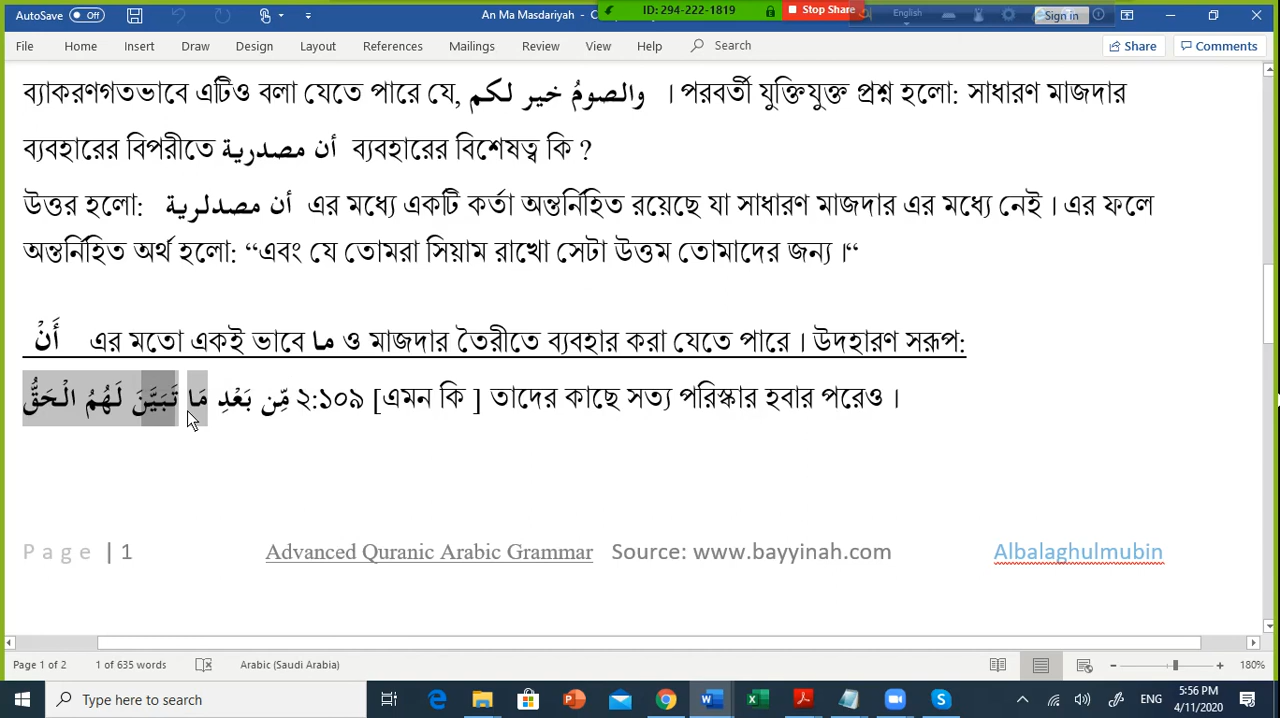 AutoSave Off
An Ma Masdariyah - C
ID: 294-222-1819
Stop Share
English
Sign in
File Home Insert Draw Design Layout References Mailings Review View Help Search Share Comments
ব্যাকরণগতভাবে এটিও বলা যেতে পারে যে, والصومُ خير لكم । পরবর্তী যুক্তিযুক্ত প্রশ্ন হলো: সাধারণ মাজদার
ব্যবহারের বিপরীতে أن مصدرية ব্যবহারের বিশেষত্ব কি ?
উত্তর হলো: أن مصدلرية এর মধ্যে একটি কর্তা অন্তর্নিহিত রয়েছে যা সাধারণ মাজদার এর মধ্যে নেই । এর ফলে
অন্তর্নিহিত অর্থ হলো: “এবং যে তোমরা সিয়াম রাখো সেটা উত্তম তোমাদের জন্য ।“
أَنْ এর মতো একই ভাবে ما ও মাজদার তৈরীতে ব্যবহার করা যেতে পারে । উদহারণ সরূপ:
مِّن بَعْدِ مَا تَبَيَّنَ لَهُمُ الْحَقُّ ২:১০৯ [এমন কি ] তাদের কাছে সত্য পরিস্কার হবার পরেও ।
Page | 1 Advanced Quranic Arabic Grammar Source: www.bayyinah.com Albalaghulmubin
Page 1 of 2 1 of 635 words Arabic (Saudi Arabia) 180%
Type here to search
ENG
5:56 PM
4/11/2020